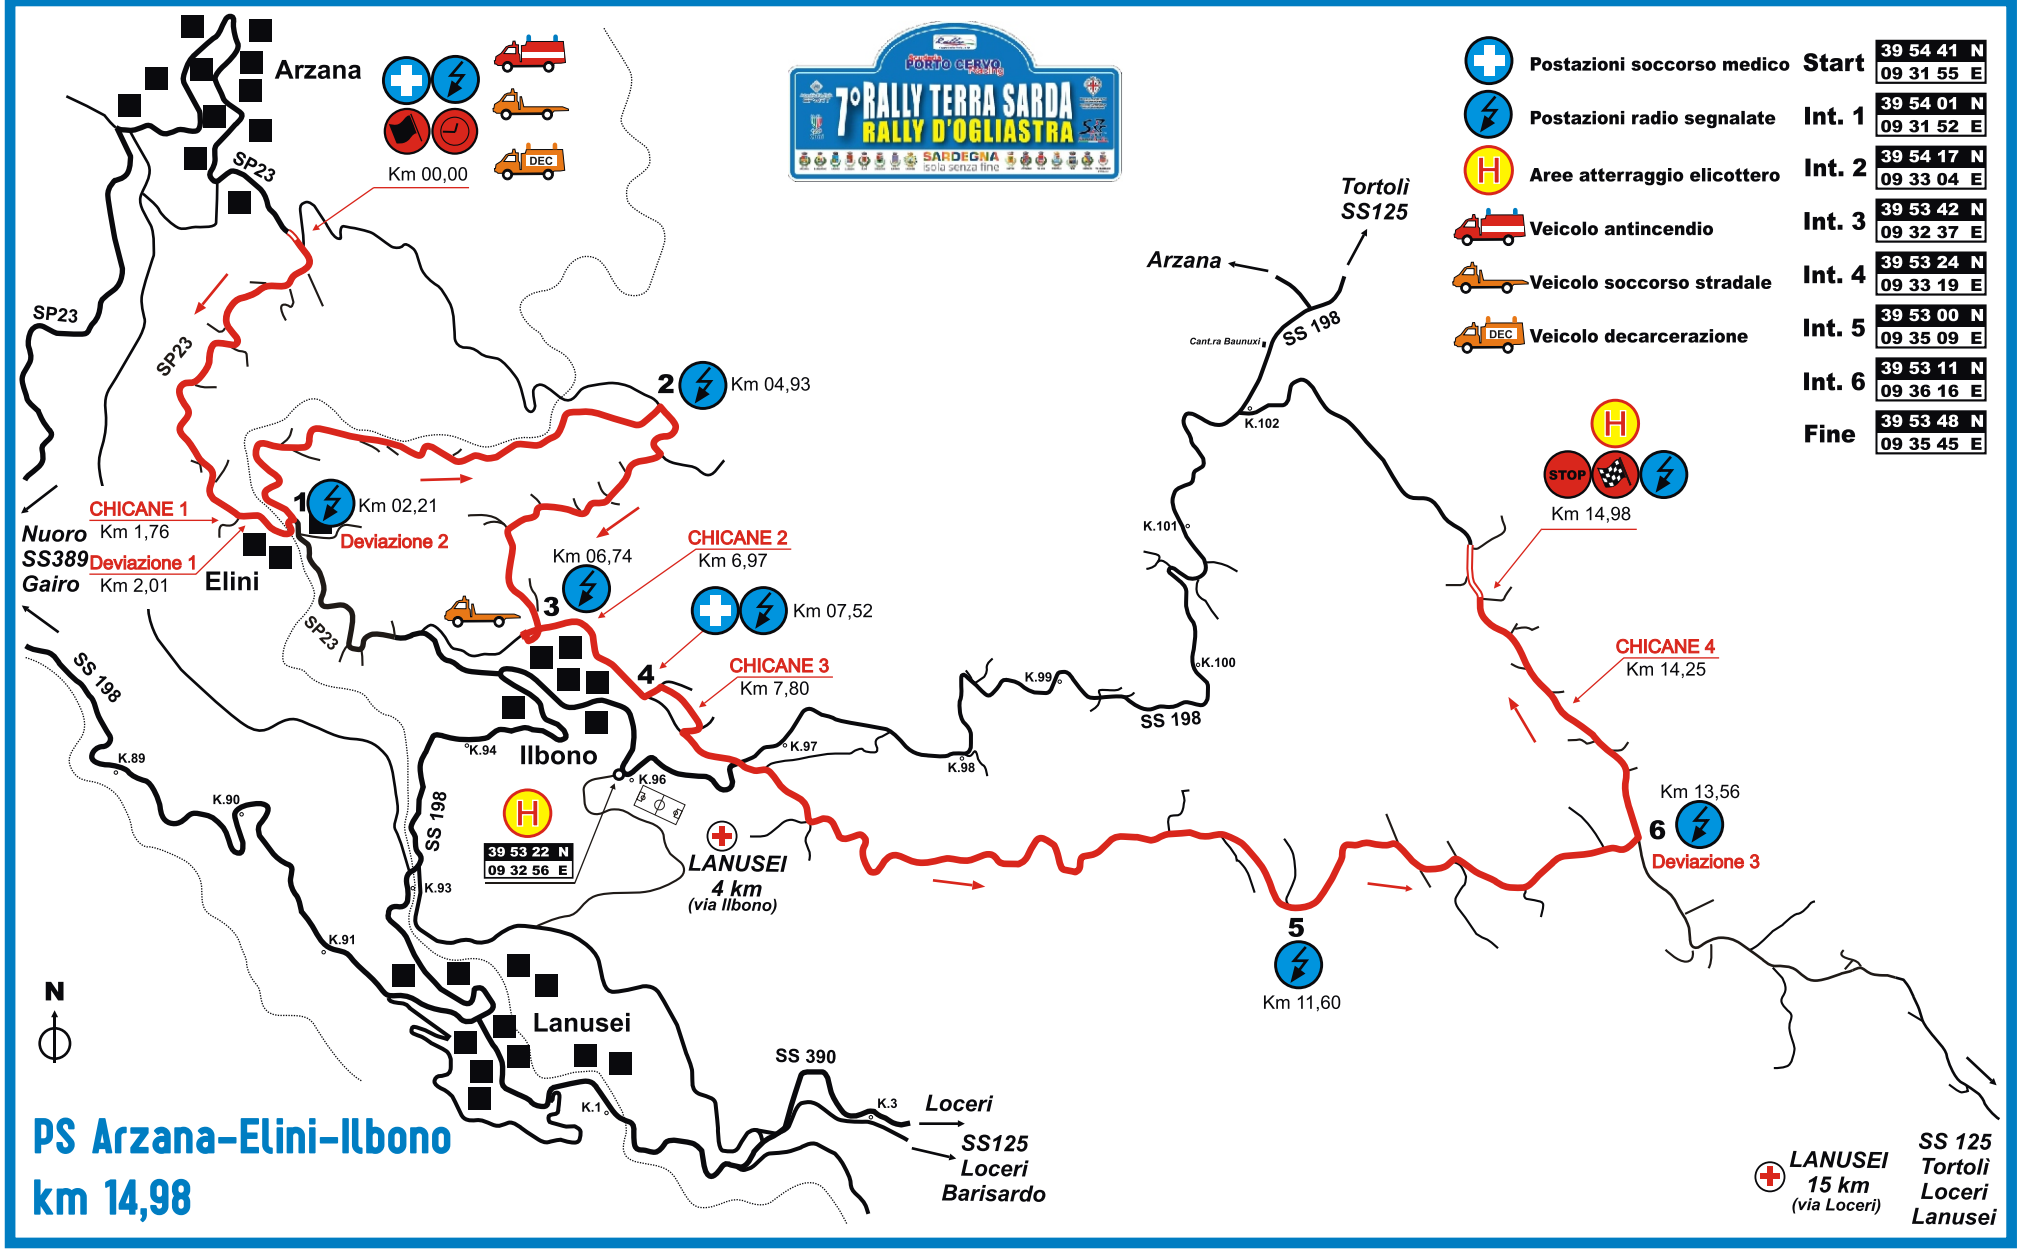 Arzana
Km 00,00
DEC
SP23
PORTO CERVO
Racing
7° RALLY TERRA SARDA
RALLY D'OGLIASTRA
SARDEGNA
isola senza fine
Postazioni soccorso medico
Postazioni radio segnalate
H
Aree atterraggio elicottero
Veicolo antincendio
Veicolo soccorso stradale
DEC
Veicolo decarcerazione
Start
39 54 41 N
09 31 55 E
Int. 1
39 54 01 N
09 31 52 E
Int. 2
39 54 17 N
09 33 04 E
Int. 3
39 53 42 N
09 32 37 E
Int. 4
39 53 24 N
09 33 19 E
Int. 5
39 53 00 N
09 35 09 E
Int. 6
39 53 11 N
09 36 16 E
Fine
39 53 48 N
09 35 45 E
Tortolì
SS125
Arzana
SS 198
Cant.ra Baunuxi
K.102
SP23
SP23
2
Km 04,93
H
STOP
Km 14,98
CHICANE 1
Km 1,76
1
Km 02,21
Deviazione 2
Deviazione 1
Km 2,01
Nuoro
SS389
Gairo
Elini
SP23
K.101
Km 06,74
3
CHICANE 2
Km 6,97
Km 07,52
4
CHICANE 3
Km 7,80
K.100
K.99
SS 198
CHICANE 4
Km 14,25
SS 198
K.89
K.90
K.94
Ilbono
K.96
K.97
K.98
SS 198
H
39 53 22 N
09 32 56 E
LANUSEI
4 km
(via Ilbono)
K.93
K.91
Km 13,56
6
Deviazione 3
5
Km 11,60
N
Lanusei
SS 390
K.1
K.3
Loceri
SS125
Loceri
Barisardo
PS Arzana-Elini-Ilbono
km 14,98
LANUSEI
15 km
(via Loceri)
SS 125
Tortolì
Loceri
Lanusei